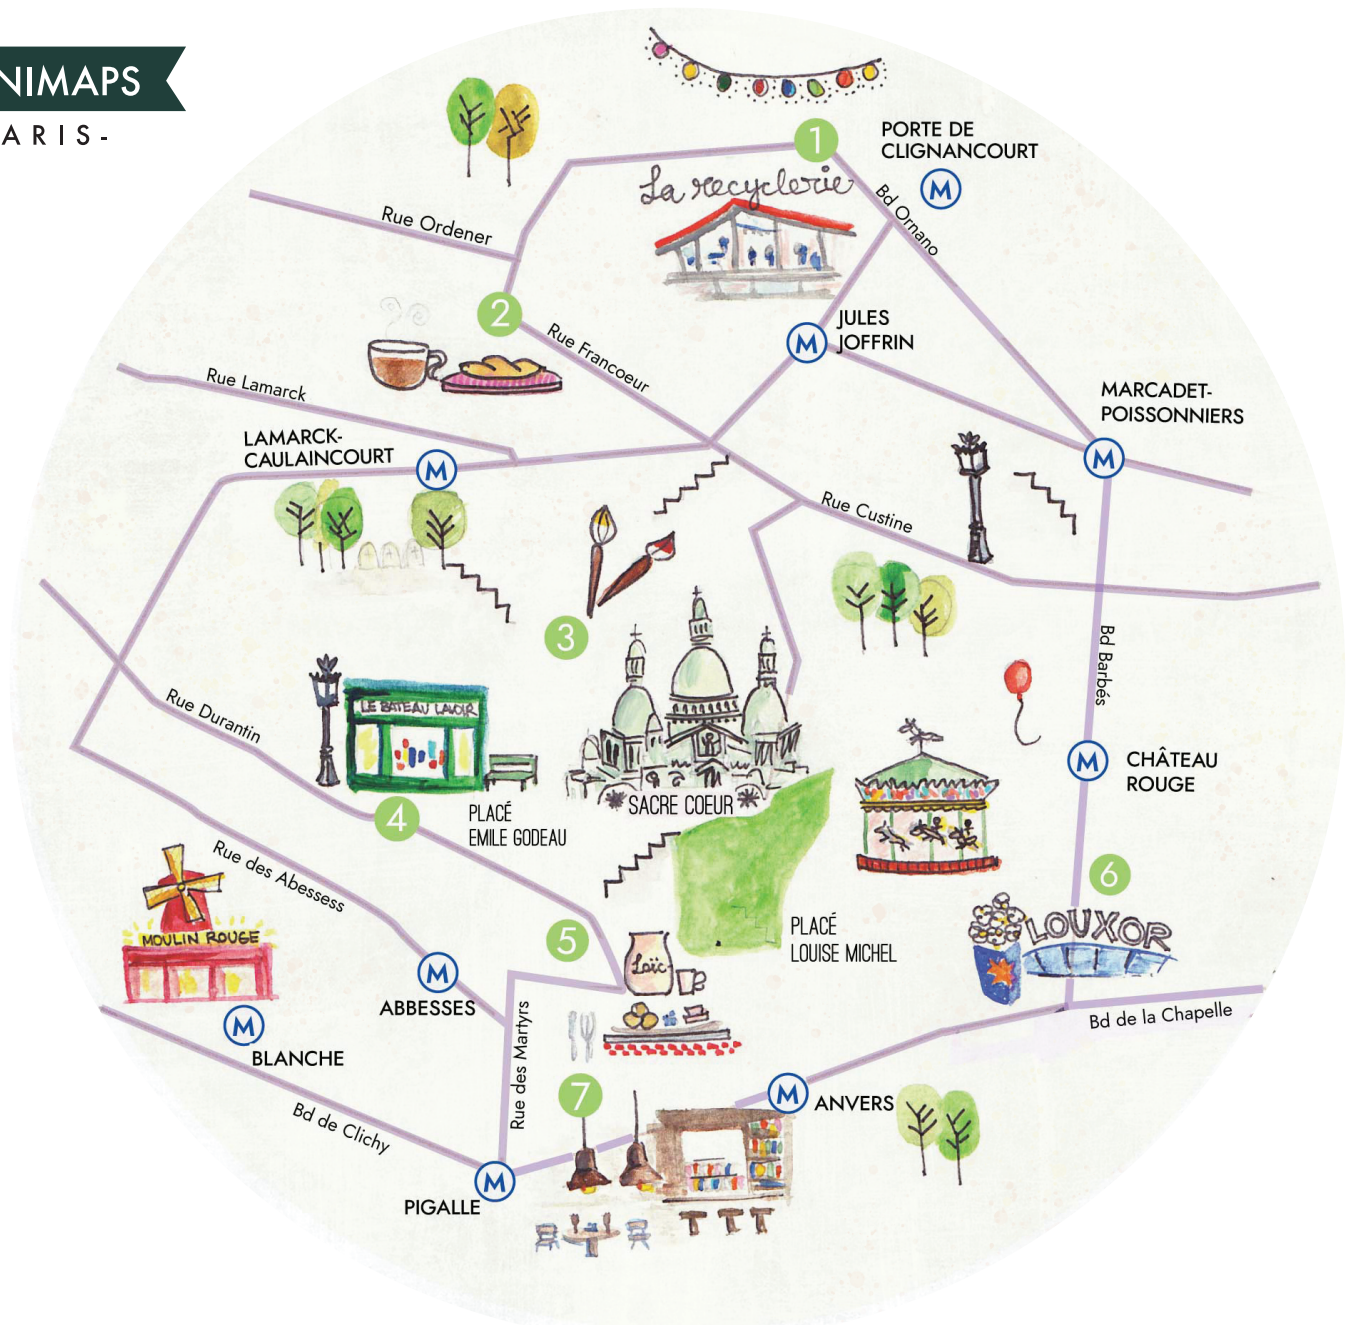 NIMAPS
ARIS-
1
PORTE DE
CLIGNANCOURT
M
La recyclerie
Bd Ornano
Rue Ordener
2
JULES
JOFFRIN
M
Rue Francoeur
Rue Lamarck
MARCADET-
POISSONNIERS
M
LAMARCK-
CAULAINCOURT
M
Rue Custine
3
Bd Barbés
LE BATEAU LAVOIR
Rue Durantin
CHÂTEAU
ROUGE
M
SACRE COEUR
4
PLACÉ
EMILE GODEAU
Rue des Abessess
6
LOUXOR
PLACÉ
LOUISE MICHEL
5
Loïc
MOULIN ROUGE
M
ABBESSES
M
BLANCHE
Rue des Martyrs
Bd de la Chapelle
7
M
ANVERS
Bd de Clichy
M
PIGALLE